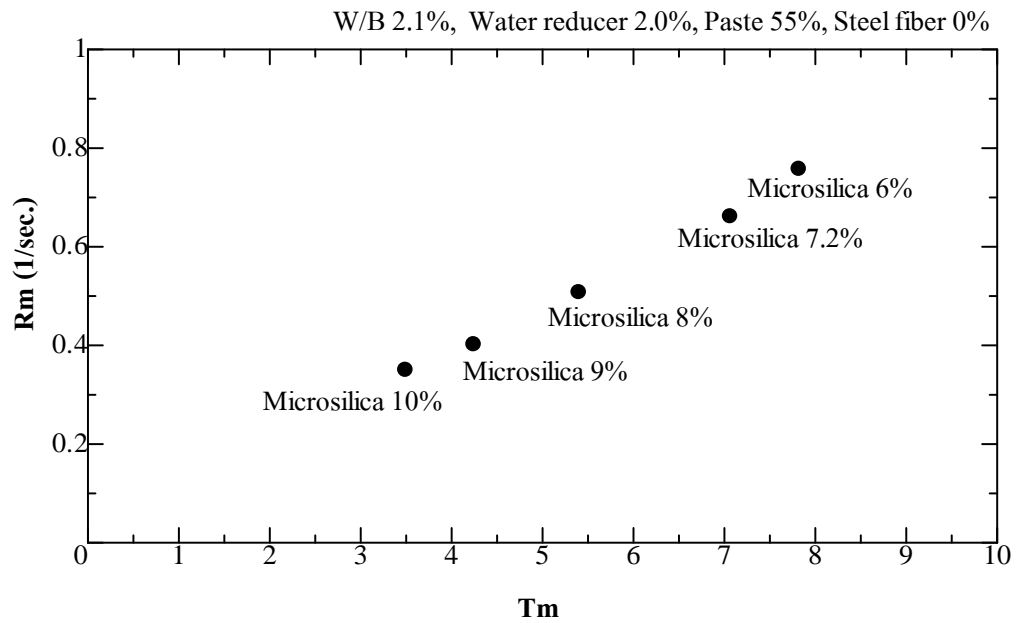 W/B 2.1%, Water reducer 2.0%, Paste 55%, Steel fiber 0%
1
0.8
Microsilica 6%
Rm (1/sec.)
0.6
Microsilica 7.2%
Microsilica 8%
0.4
Microsilica 9%
Microsilica 10%
0.2
0 1 2 3 4 5 6 7 8 9 10
Tm